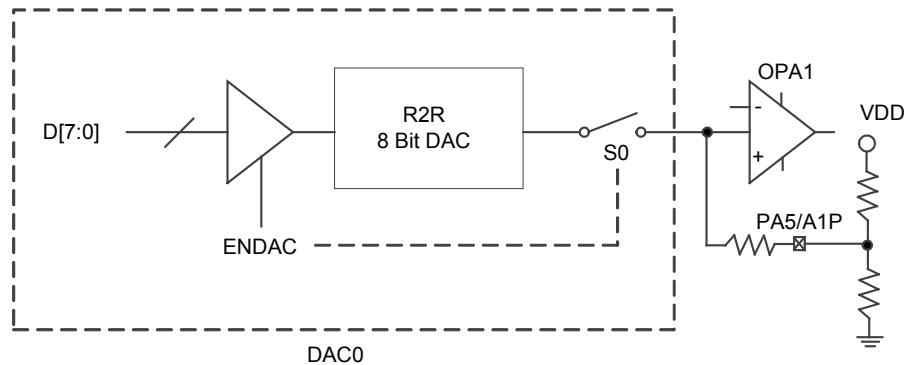 OPA1
VDD
D[7:0]
R2R
8 Bit DAC
-
+
S0
PA5/A1P
ENDAC
DAC0